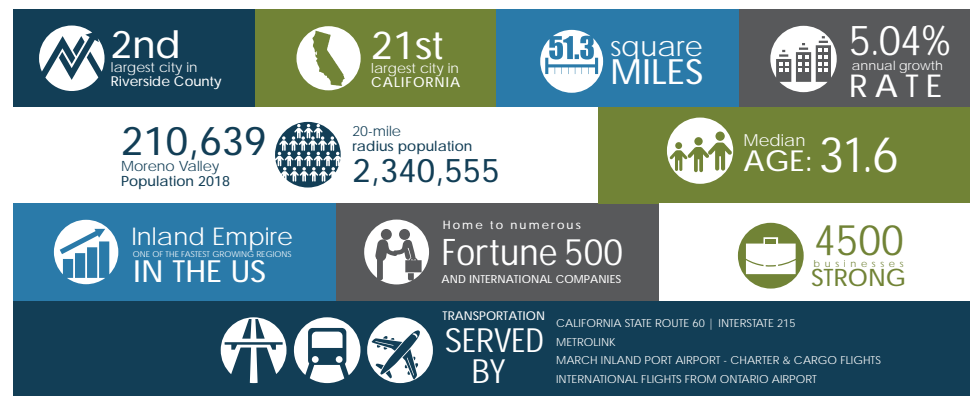 2nd
largest city in
Riverside County
21st
largest city in
CALIFORNIA
51.3
square
MILES
5.04%
annual growth
RATE
210,639
Moreno Valley
Population 2018
20-mile
radius population
2,340,555
Median
AGE: 31.6
Inland Empire
ONE OF THE FASTEST GROWING REGIONS
IN THE US
Home to numerous
Fortune 500
AND INTERNATIONAL COMPANIES
4500
businesses
STRONG
TRANSPORTATION
SERVED
BY
CALIFORNIA STATE ROUTE 60 | INTERSTATE 215
METROLINK
MARCH INLAND PORT AIRPORT - CHARTER & CARGO FLIGHTS
INTERNATIONAL FLIGHTS FROM ONTARIO AIRPORT